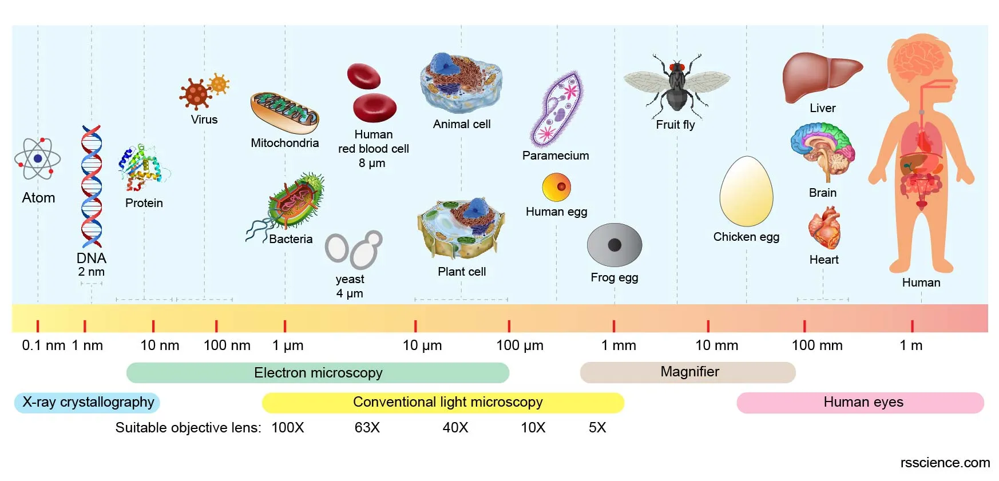 Atom
DNA
2 nm
Protein
Virus
Mitochondria
Bacteria
Human
red blood cell
8 µm
yeast
4 µm
Animal cell
Plant cell
Paramecium
Human egg
Frog egg
Fruit fly
Chicken egg
Liver
Brain
Heart
Human
0.1 nm 1 nm 10 nm 100 nm 1 µm 10 µm 100 µm 1 mm 10 mm 100 mm 1 m
Electron microscopy Magnifier
X-ray crystallography Conventional light microscopy Human eyes
Suitable objective lens: 100X 63X 40X 10X 5X
rsscience.com